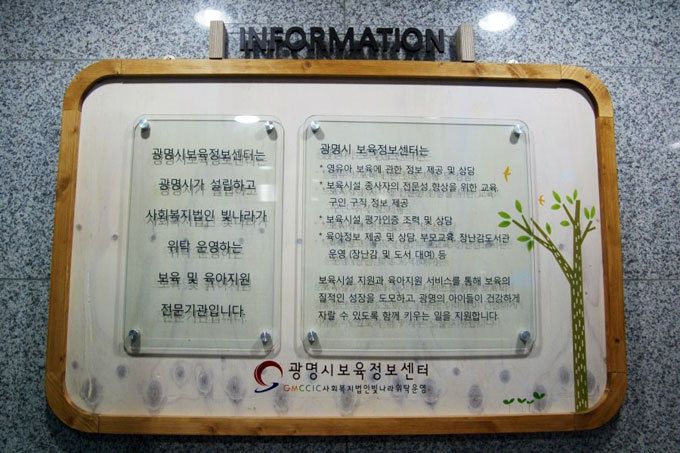 INFORMATION
광명시보육정보센터는
광명시가 설립하고
사회복지법인 빛나라가
위탁 운영하는
보육 및 육아지원
전문기관입니다.
광명시 보육정보센터는
* 영유아 보육에 관한 정보 제공 및 상담
* 보육시설 종사자의 전문성 향상을 위한 교육,
구인 구직 정보 제공
* 보육시설 평가인증 조력 및 상담
* 육아정보 제공 및 상담, 부모교육, 장난감도서관
운영 (장난감 및 도서 대여) 등
보육시설 지원과 육아지원 서비스를 통해 보육의
질적인 성장을 도모하고, 광명의 아이들이 건강하게
자랄 수 있도록 함께 키우는 일을 지원합니다.
광명시보육정보센터
GMCCIC사회복지법인빛나라위탁운영